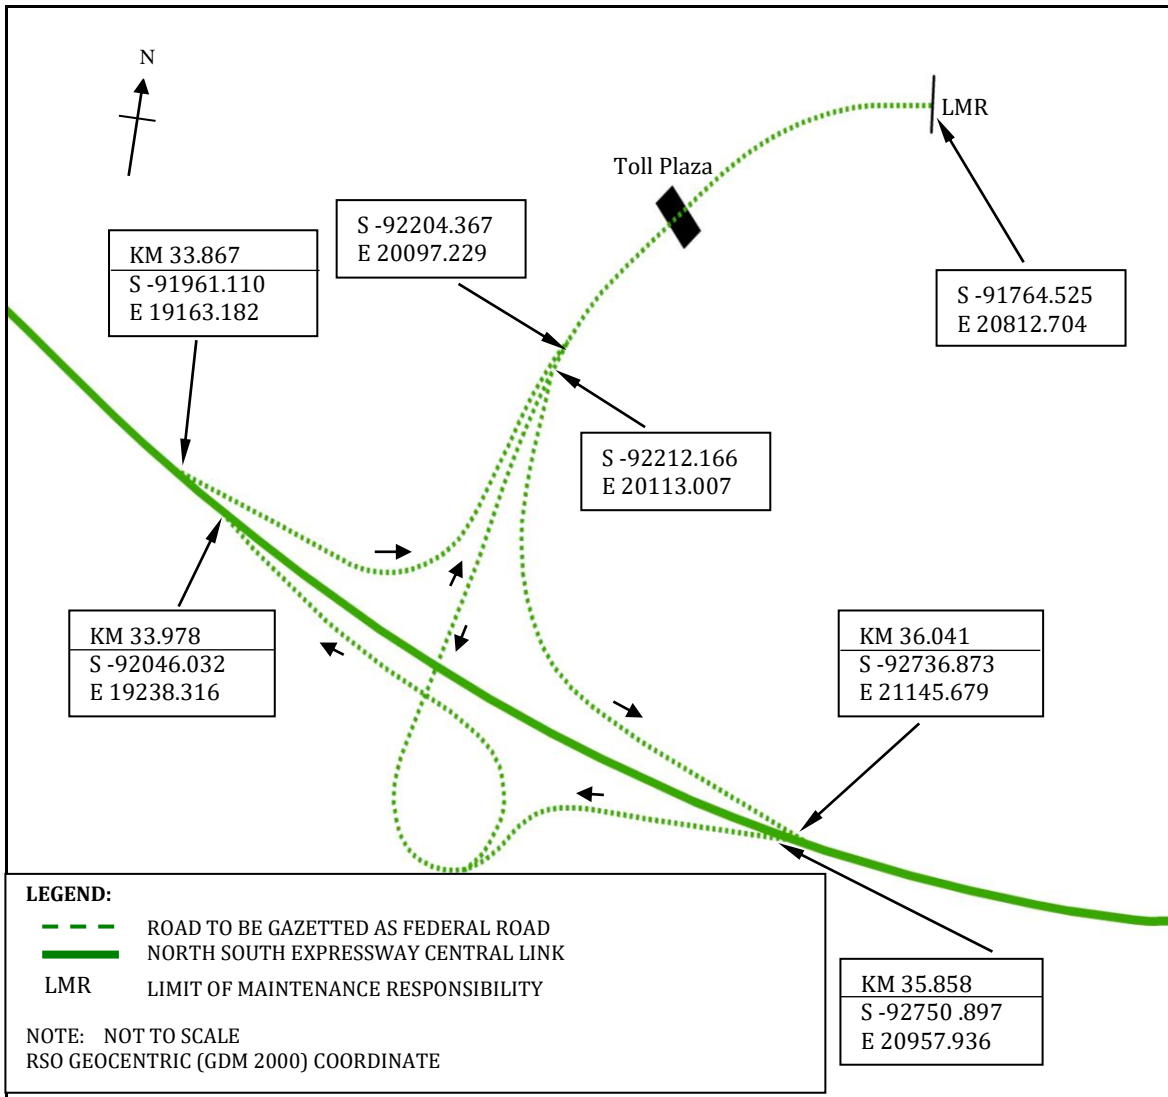 N
LMR
Toll Plaza
S -92204.367
E 20097.229
KM 33.867
S -91961.110
E 19163.182
S -91764.525
E 20812.704
S -92212.166
E 20113.007
KM 33.978
S -92046.032
E 19238.316
KM 36.041
S -92736.873
E 21145.679
LEGEND:
ROAD TO BE GAZETTED AS FEDERAL ROAD
NORTH SOUTH EXPRESSWAY CENTRAL LINK
LMR LIMIT OF MAINTENANCE RESPONSIBILITY
NOTE: NOT TO SCALE
RSO GEOCENTRIC (GDM 2000) COORDINATE
KM 35.858
S -92750 .897
E 20957.936